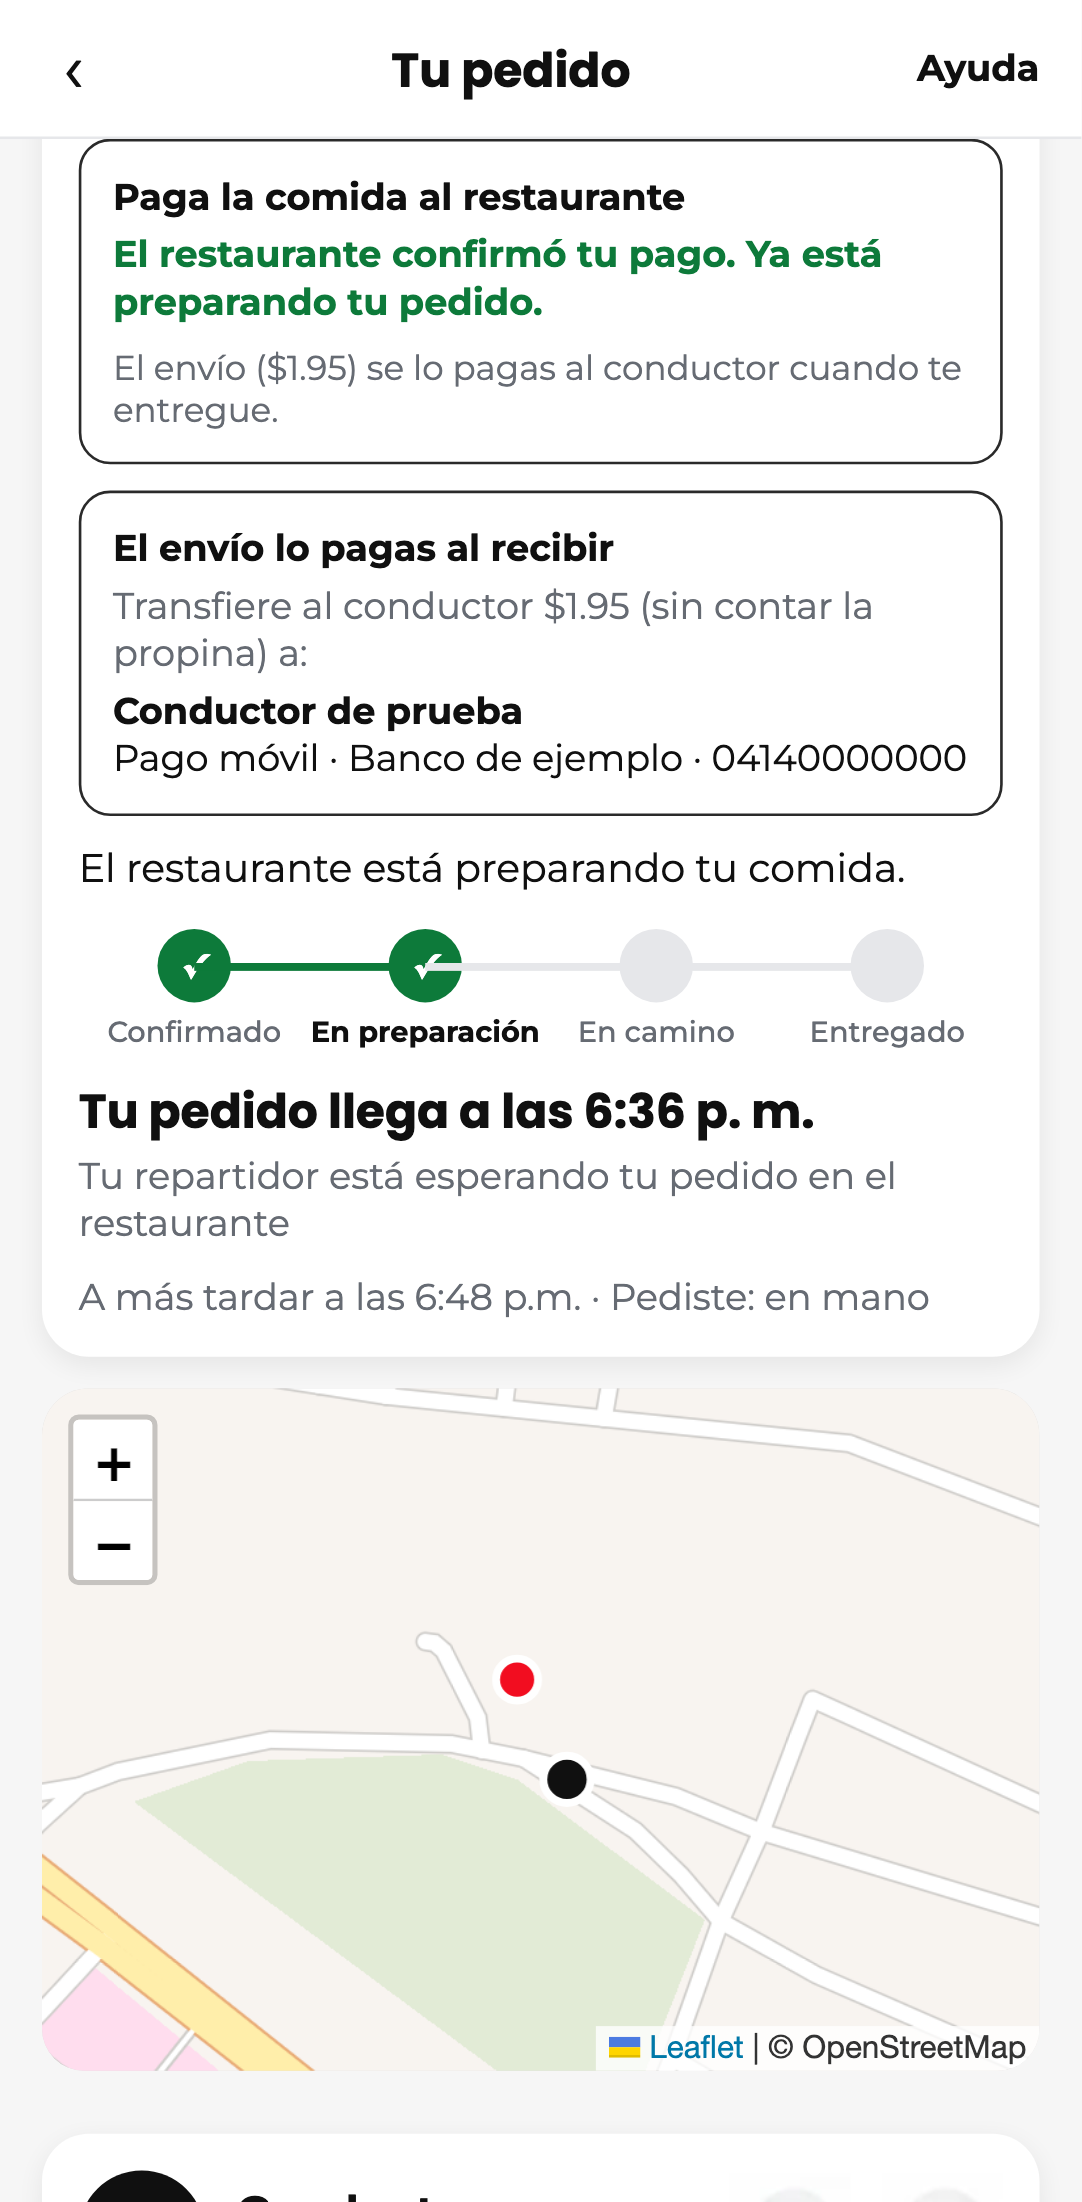 Tu pedido
Ayuda
Paga la comida al restaurante
El restaurante confirmó tu pago. Ya está
preparando tu pedido.
El envío ($1.95) se lo pagas al conductor cuando te
entregue.
El envío lo pagas al recibir
Transfiere al conductor $1.95 (sin contar la
propina) a:
Conductor de prueba
Pago móvil · Banco de ejemplo · 04140000000
El restaurante está preparando tu comida.
Confirmado
En preparación
En camino
Entregado
Tu pedido llega a las 6:36 p. m.
Tu repartidor está esperando tu pedido en el
restaurante
A más tardar a las 6:48 p.m. · Pediste: en mano
+
−
Leaflet | © OpenStreetMap